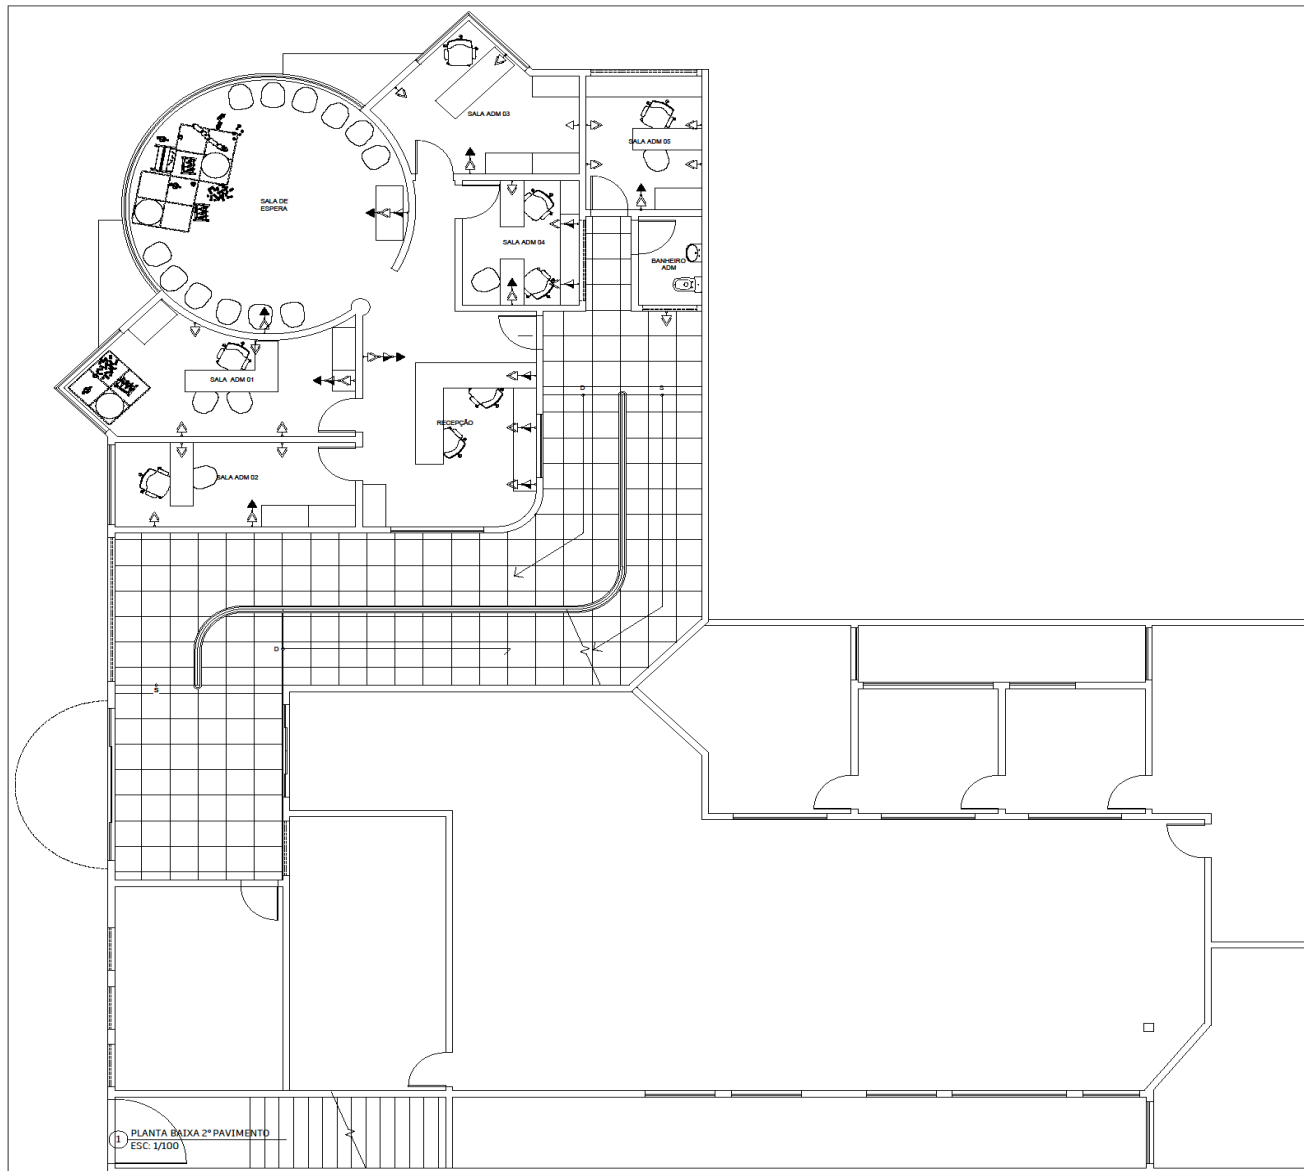 SALA ADM 03
SALA ADM 05
SALA DE
ESPERA
SALA ADM 04
BANHEIRO
ADM
SALA ADM 01
D
S
RECEPÇÃO
SALA ADM 02
D
S
1
PLANTA BAIXA 2º PAVIMENTO
ESC: 1/100